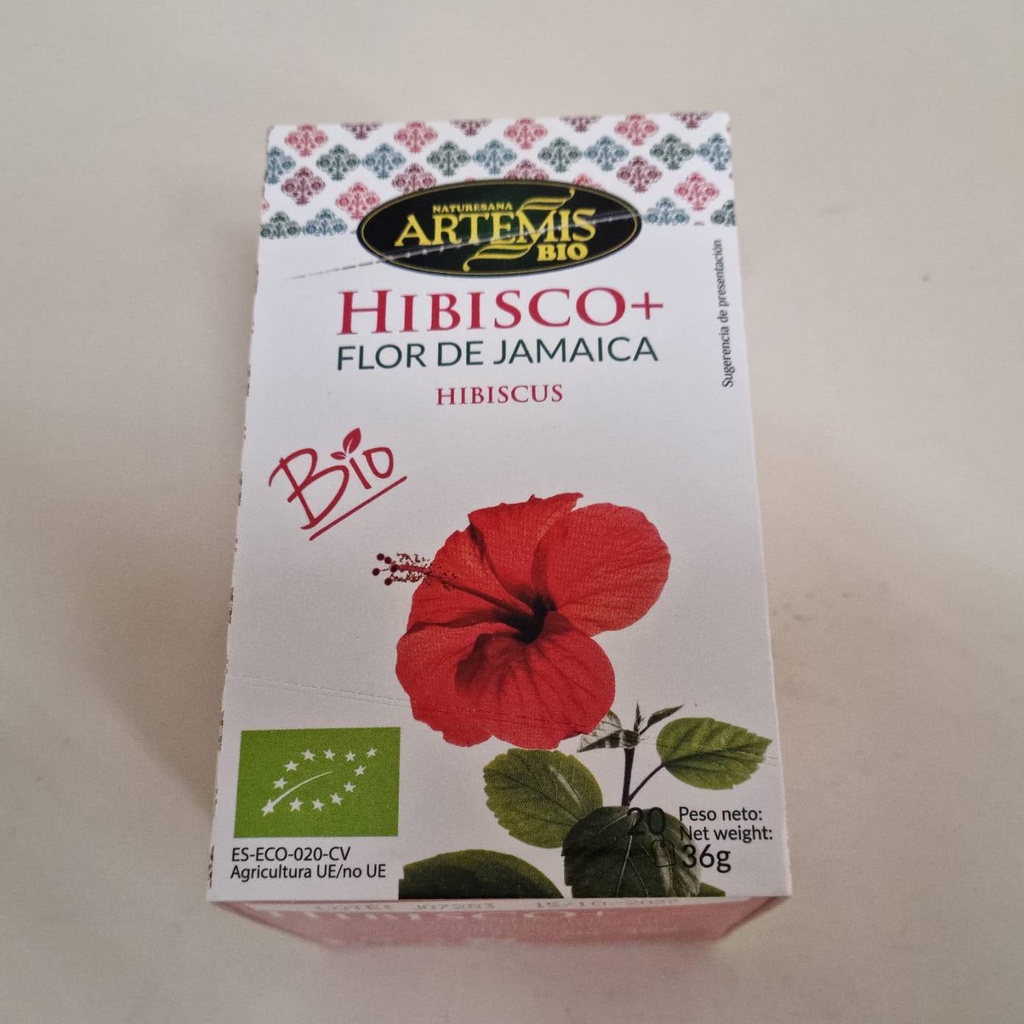 NATURESANA
ARTEMIS
BIO
HIBISCO+
FLOR DE JAMAICA
HIBISCUS
Sugerencia de presentación
Bio
20
Peso neto:
Net weight:
36g
ES-ECO-020-CV
Agricultura UE/no UE
HIBISCO+